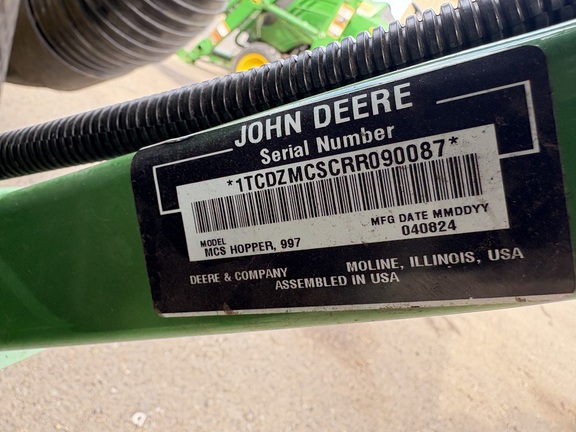 JOHN DEERE
Serial Number
*1TCDZMCSCRR090087*
MODEL
MCS HOPPER, 997
MFG DATE MMDDYY
040824
DEERE & COMPANY
MOLINE, ILLINOIS, USA
ASSEMBLED IN USA